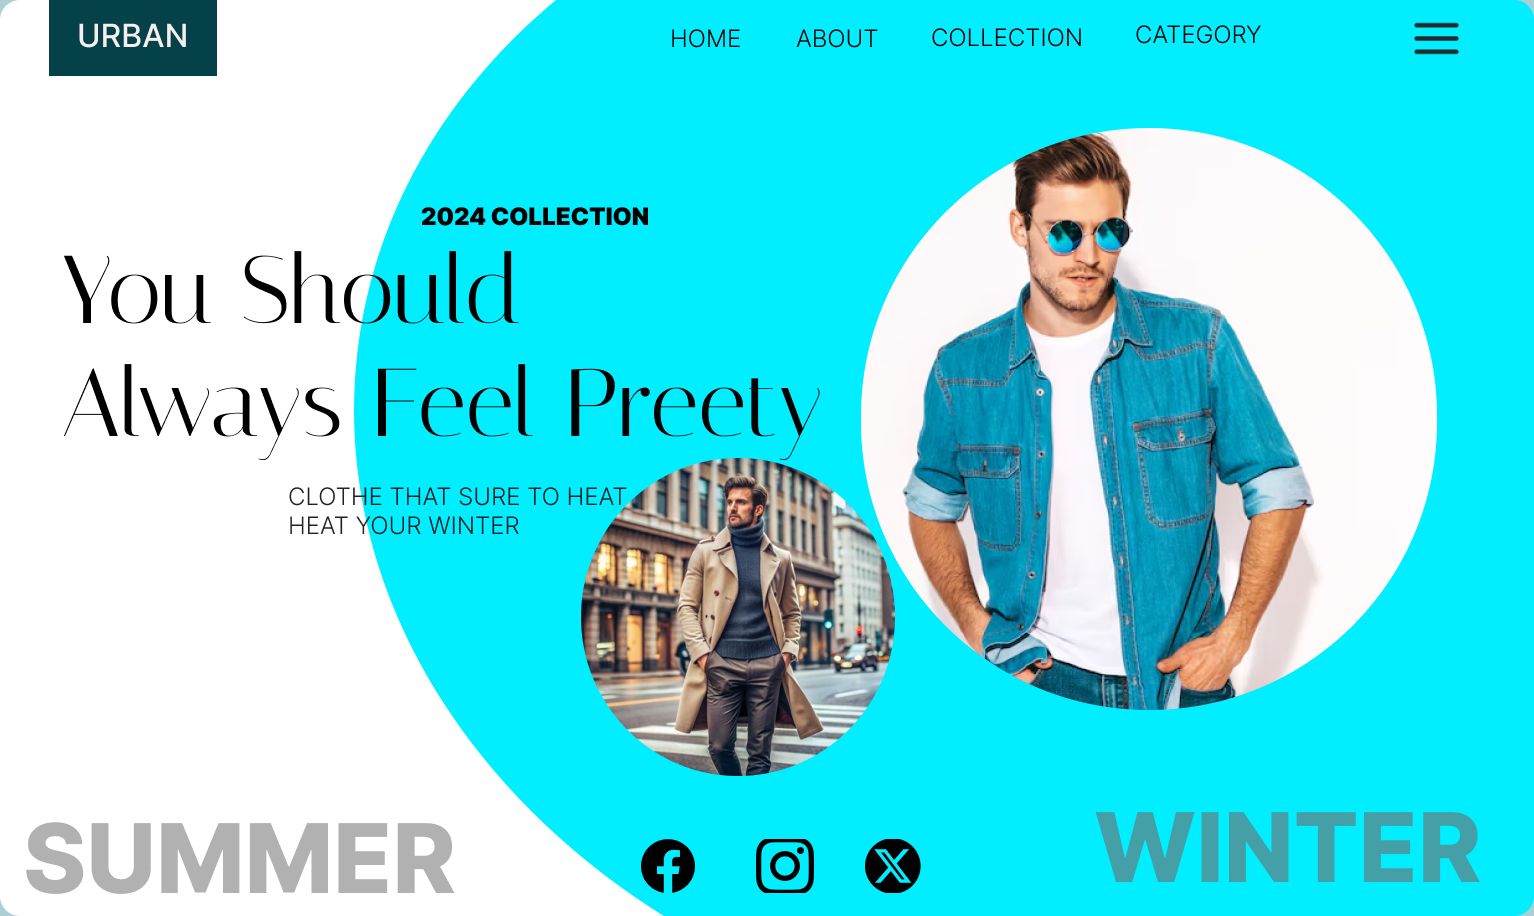 URBAN
HOME
ABOUT
COLLECTION
CATEGORY
2024 COLLECTION
You Should
Always Feel Preety
CLOTHE THAT SURE TO HEAT
HEAT YOUR WINTER
SUMMER
WINTER